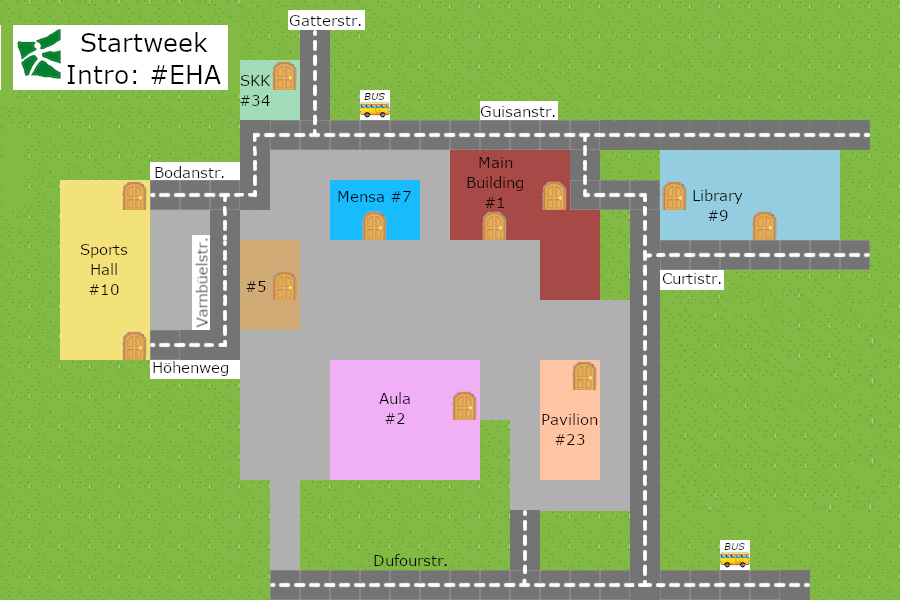 Gatterstr.
Startweek
Intro: #EHA
SKK
#34
BUS
Guisanstr.
Bodanstr.
Main
Building
#1
Mensa #7
Library
#9
Sports
Hall
#10
Varnbüelstr.
#5
Curtistr.
Höhenweg
Aula
#2
Pavilion
#23
BUS
Dufourstr.